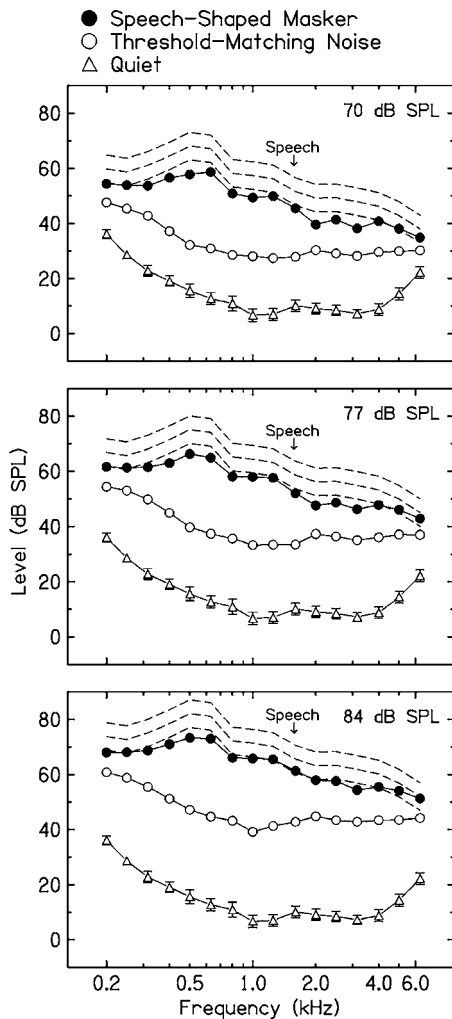 Speech-Shaped Masker
Threshold-Matching Noise
Quiet
70 dB SPL
Speech
80
60
40
20
0
77 dB SPL
Speech
80
60
40
20
0
Level (dB SPL)
84 dB SPL
Speech
80
60
40
20
0
0.2 0.5 1.0 2.0 4.0 6.0
Frequency (kHz)